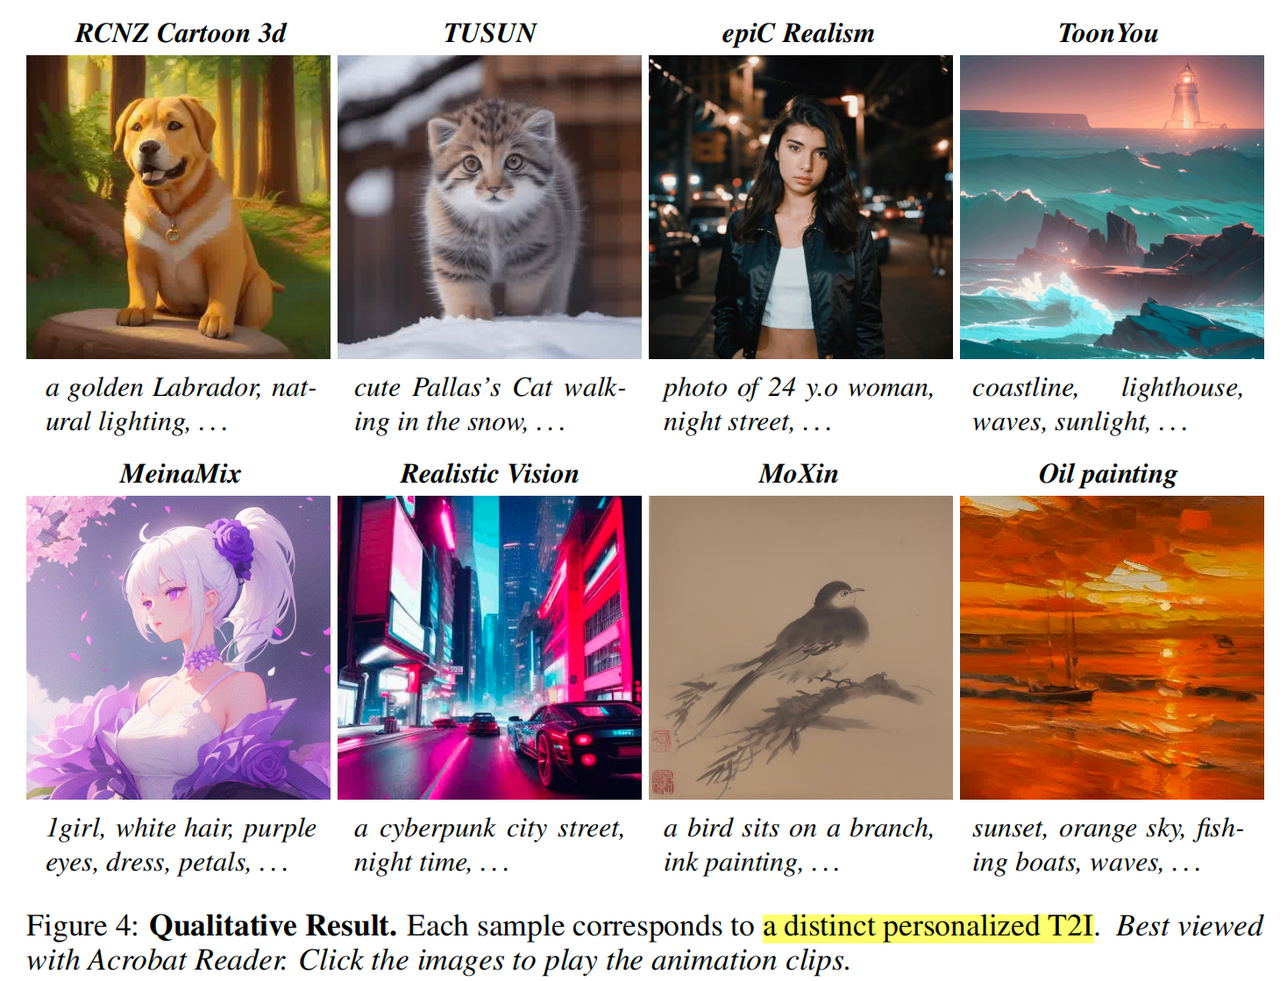 RCNZ Cartoon 3d
TUSUN
epiC Realism
ToonYou
a golden Labrador, nat-
ural lighting, ...
cute Pallas's Cat walk-
ing in the snow, ...
photo of 24 y.o woman,
night street, ...
coastline, lighthouse,
waves, sunlight, ...
MeinaMix
Realistic Vision
MoXin
Oil painting
1girl, white hair, purple
eyes, dress, petals, ...
a cyberpunk city street,
night time, ...
a bird sits on a branch,
ink painting, ...
sunset, orange sky, fish-
ing boats, waves, ...
Figure 4: Qualitative Result. Each sample corresponds to a distinct personalized T2I. Best viewed
with Acrobat Reader. Click the images to play the animation clips.